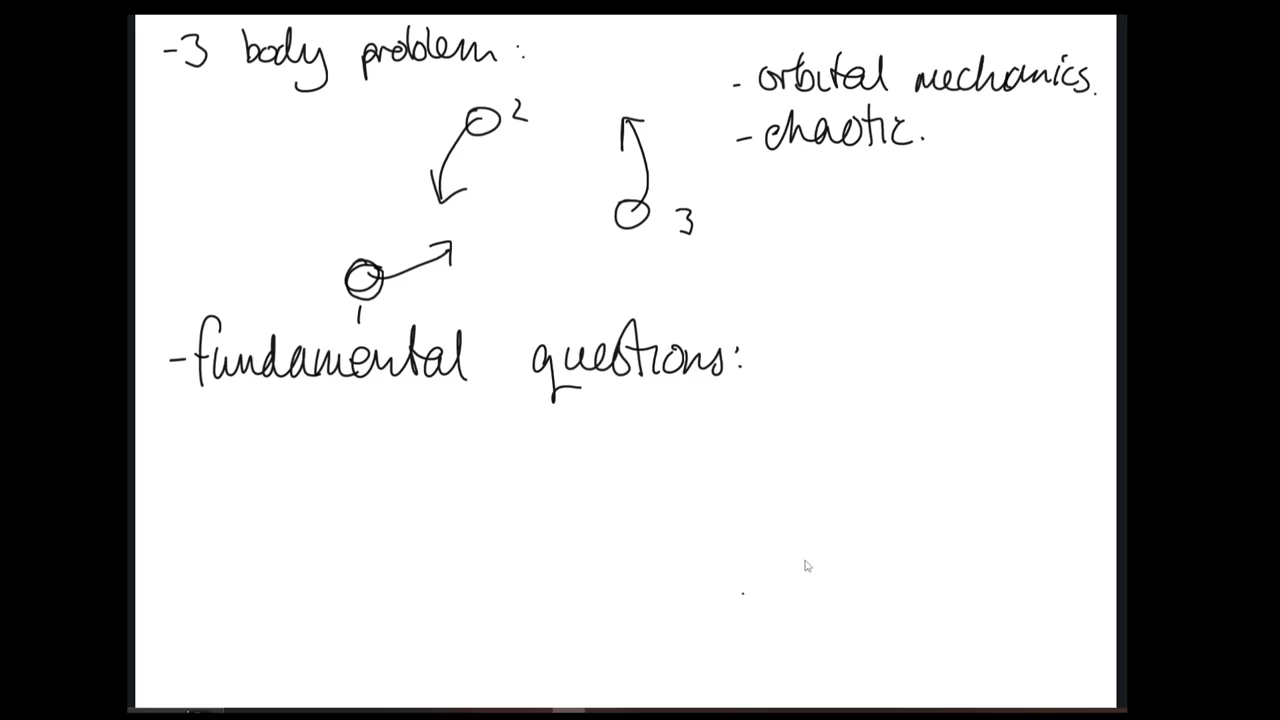 -3 body problem:
- orbital mechanics.
- chaotic.
2
3
1
-fundamental questions: